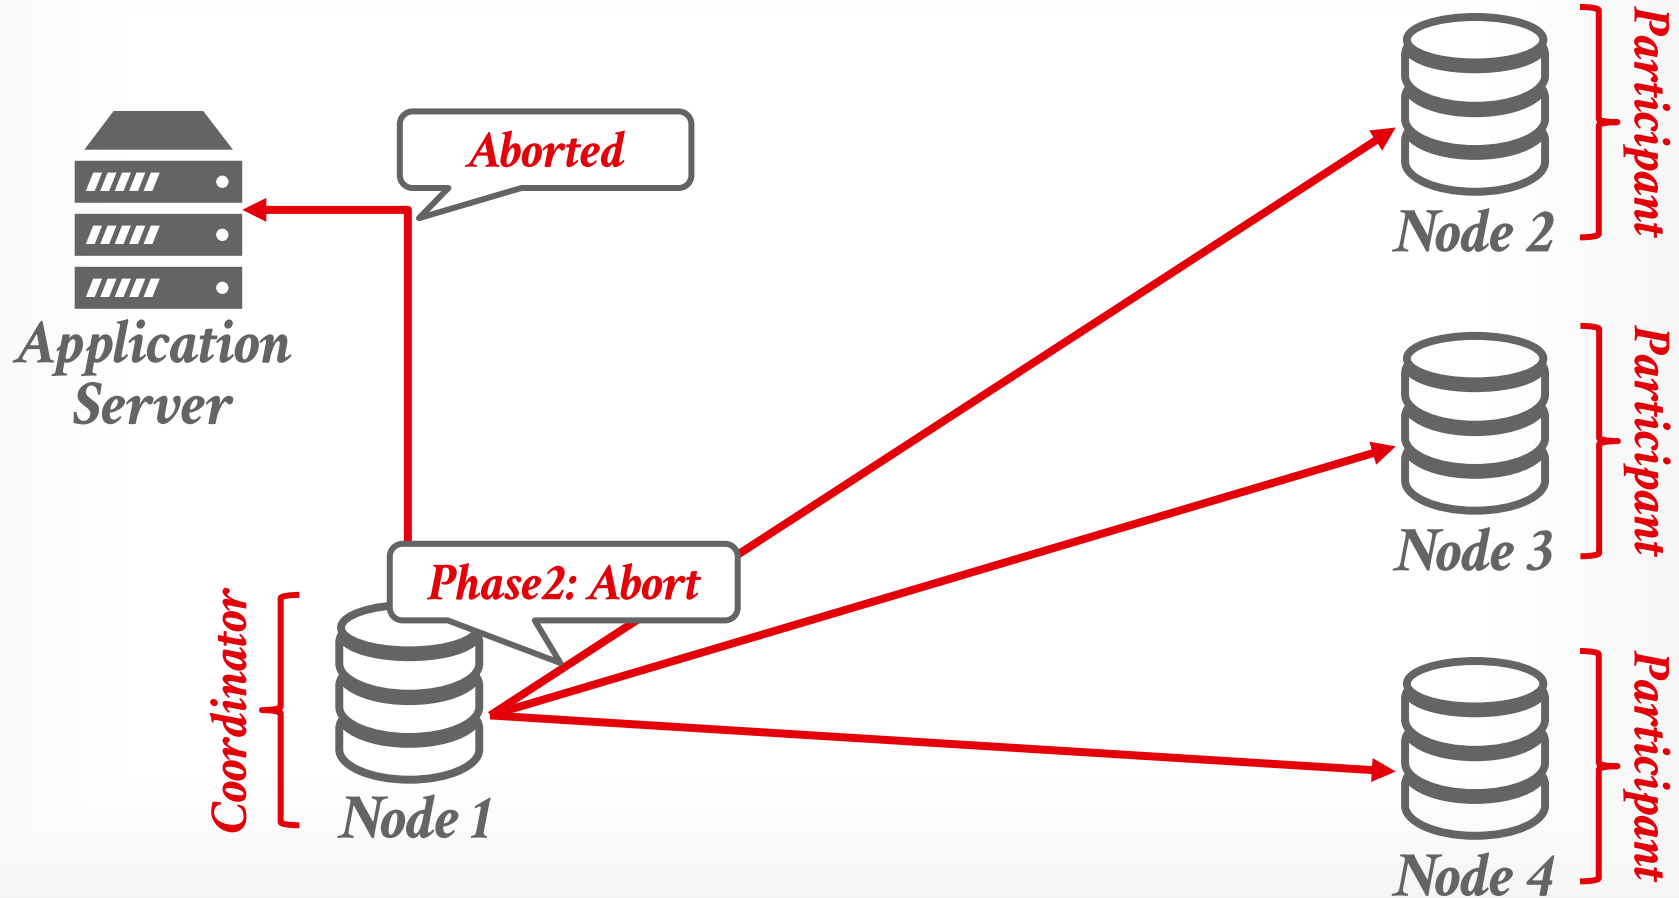 Aborted
Application
Server
Phase2: Abort
Coordinator
Node 1
Node 2
Participant
Node 3
Participant
Node 4
Participant